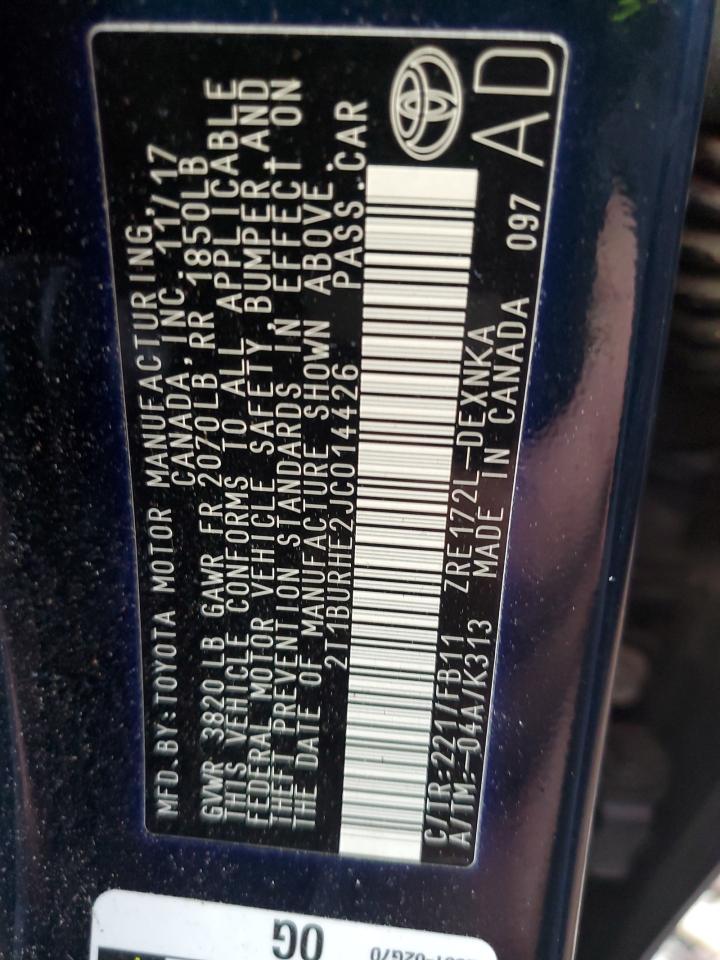 MFD.BY:TOYOTA MOTOR MANUFACTURING,
CANADA, INC. 11/17
GVWR 3820LB GAWR FR 2070LB RR 1850LB
THIS VEHICLE CONFORMS TO ALL APPLICABLE
FEDERAL MOTOR VEHICLE SAFETY, BUMPER, AND
THEFT PREVENTION STANDARDS IN EFFECT ON
THE DATE OF MANUFACTURE SHOWN ABOVE.
2T1BURHE2JC014426 PASS.CAR
C/TR:221/FB11 ZRE172L-DEXNKA 097
A/TM:-04A/K313 MADE IN CANADA AD
0G